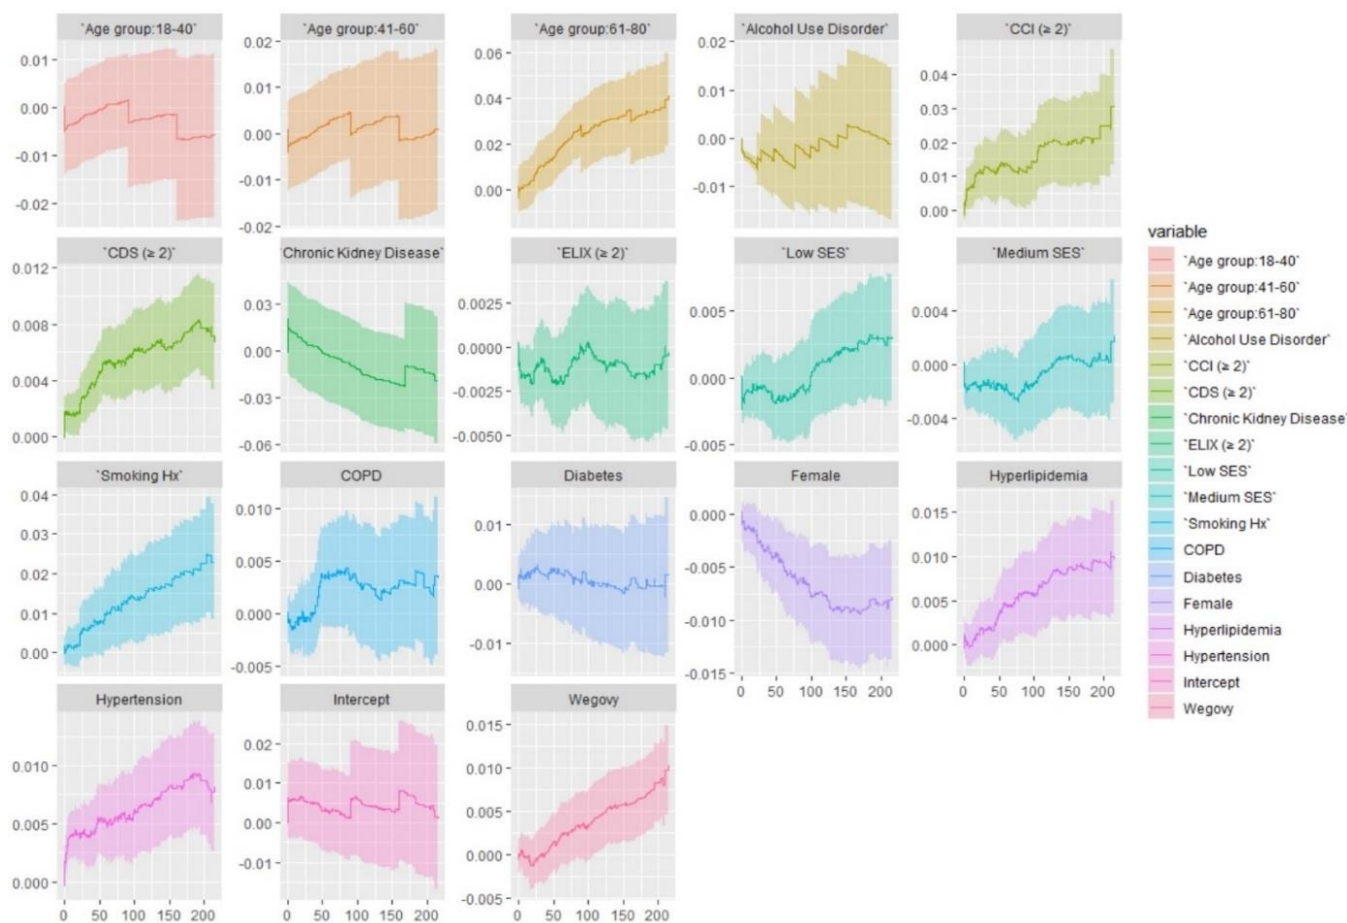 `Age group:18-40`
`Age group:41-60`
`Age group:61-80`
`Alcohol Use Disorder`
`CCI (≥ 2)`
0.01
0.00
-0.01
-0.02
0.02
0.01
0.00
-0.01
-0.02
0.06
0.04
0.02
0.00
0.02
0.01
0.00
-0.01
0.04
0.03
0.02
0.01
0.00
`CDS (≥ 2)`
Chronic Kidney Disease`
`ELIX (≥ 2)`
`Low SES`
`Medium SES`
0.012
0.008
0.004
0.000
0.03
0.00
-0.03
-0.06
0.0025
0.0000
-0.0025
-0.0050
0.005
0.000
-0.005
0.004
0.000
-0.004
`Smoking Hx`
COPD
Diabetes
Female
Hyperlipidemia
0.04
0.03
0.02
0.01
0.00
0.010
0.005
0.000
-0.005
0.01
0.00
-0.01
0.000
-0.005
-0.010
-0.015
0.015
0.010
0.005
0.000
0 50 100 150 200
0 50 100 150 200
Hypertension
Intercept
Wegovy
0.010
0.005
0.000
0.02
0.01
0.00
-0.01
0.015
0.010
0.005
0.000
-0.005
0 50 100 150 200
0 50 100 150 200
0 50 100 150 200
variable
`Age group:18-40`
`Age group:41-60`
`Age group:61-80`
`Alcohol Use Disorder`
`CCI (≥ 2)`
`CDS (≥ 2)`
`Chronic Kidney Disease`
`ELIX (≥ 2)`
`Low SES`
`Medium SES`
`Smoking Hx`
COPD
Diabetes
Female
Hyperlipidemia
Hypertension
Intercept
Wegovy